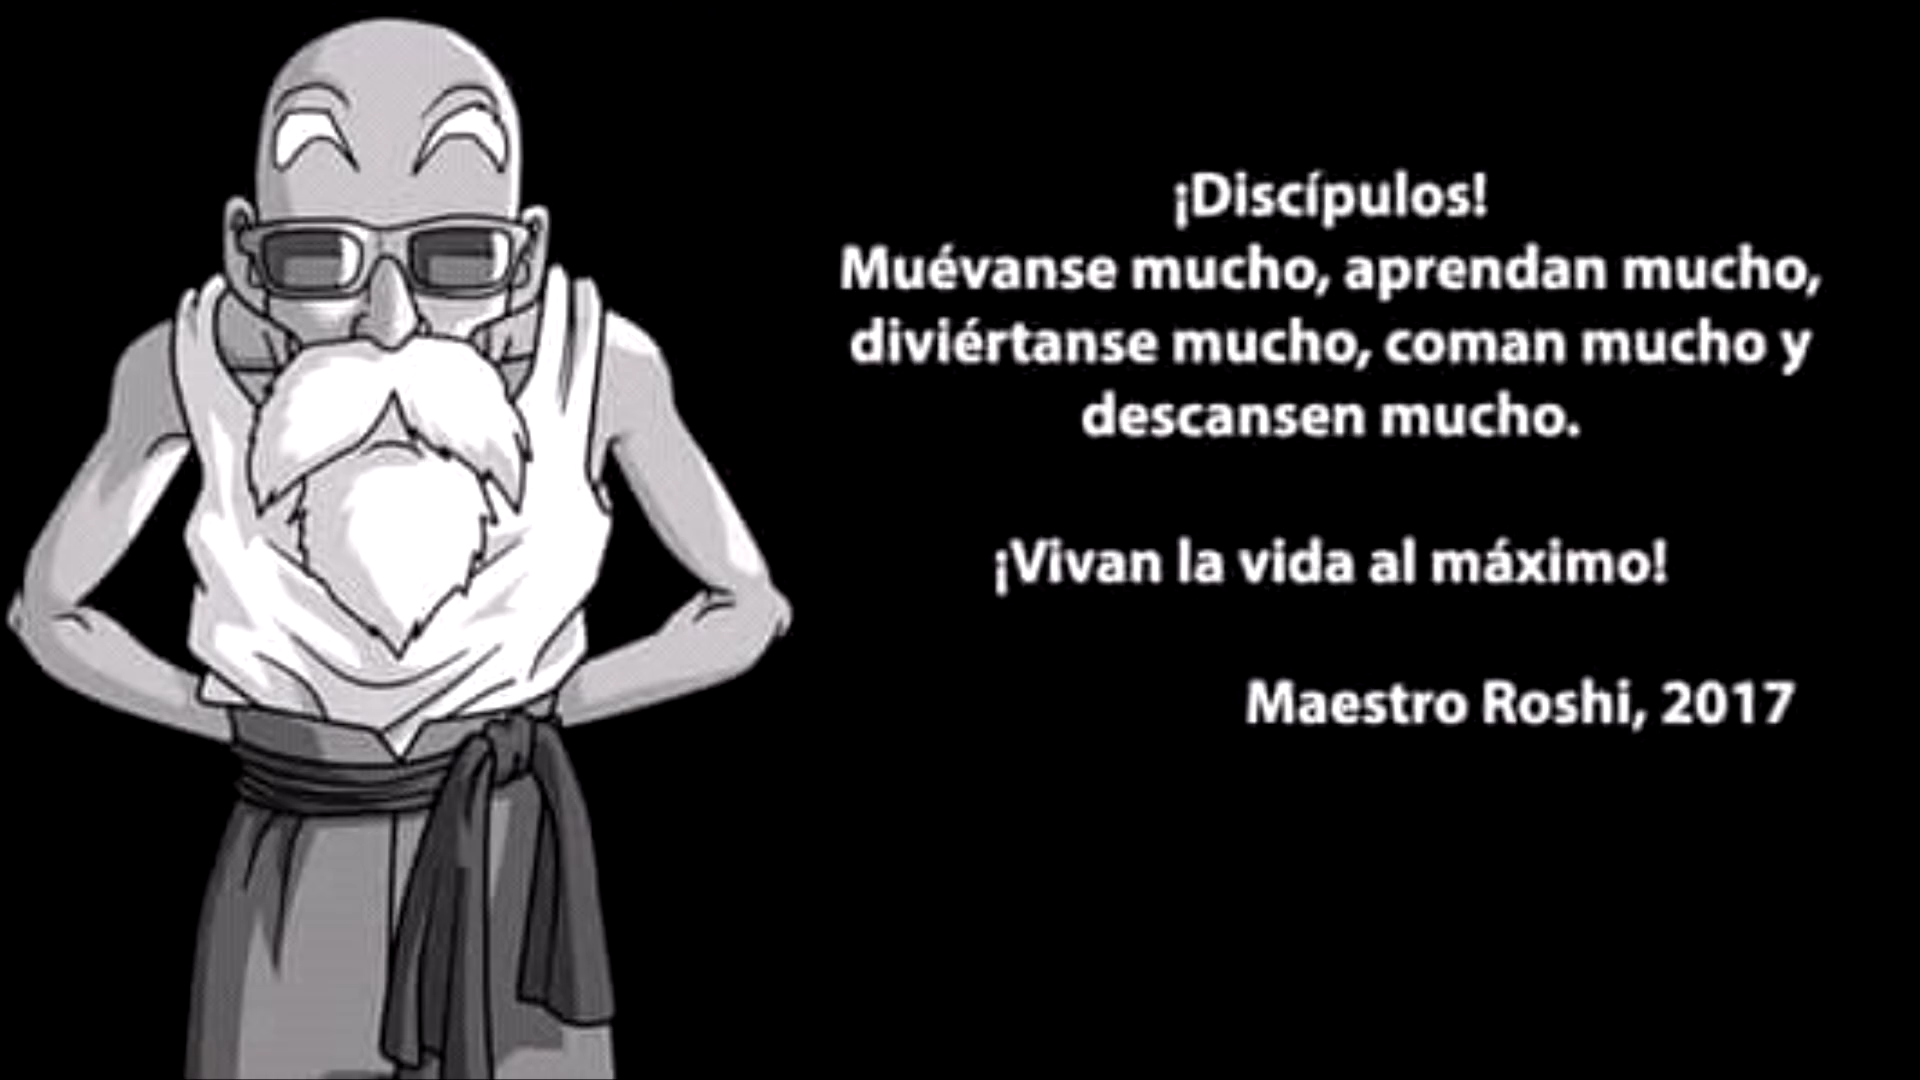 ¡Discípulos!
Muévanse mucho, aprendan mucho,
diviértanse mucho, coman mucho y
descansen mucho.
¡Vivan la vida al máximo!
Maestro Roshi, 2017